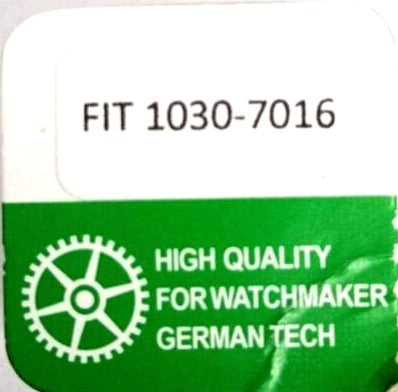 FIT 1030-7016
HIGH QUALITY
FOR WATCHMAKER
GERMAN TECH